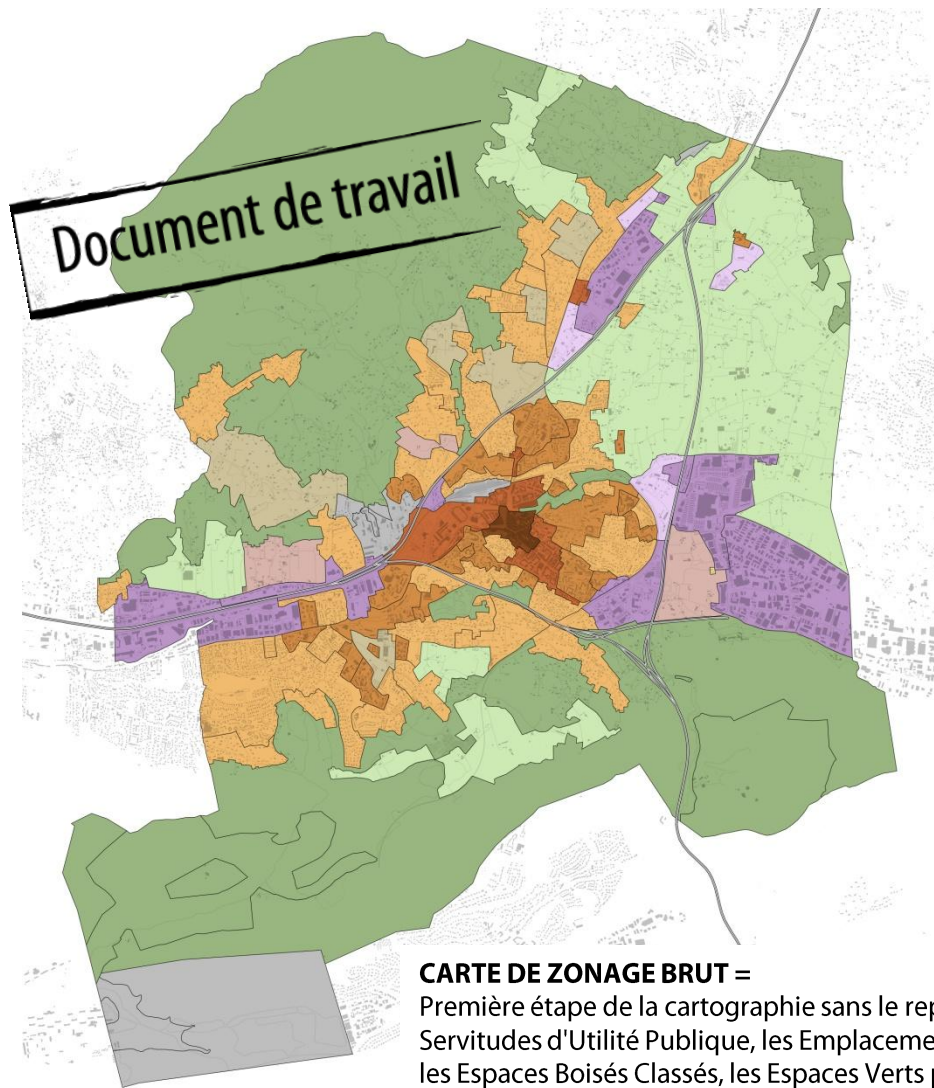 Document de travail
CARTE DE ZONAGE BRUT =
Première étape de la cartographie sans le rep
Servitudes d'Utilité Publique, les Emplaceme
les Espaces Boisés Classés, les Espaces Verts p